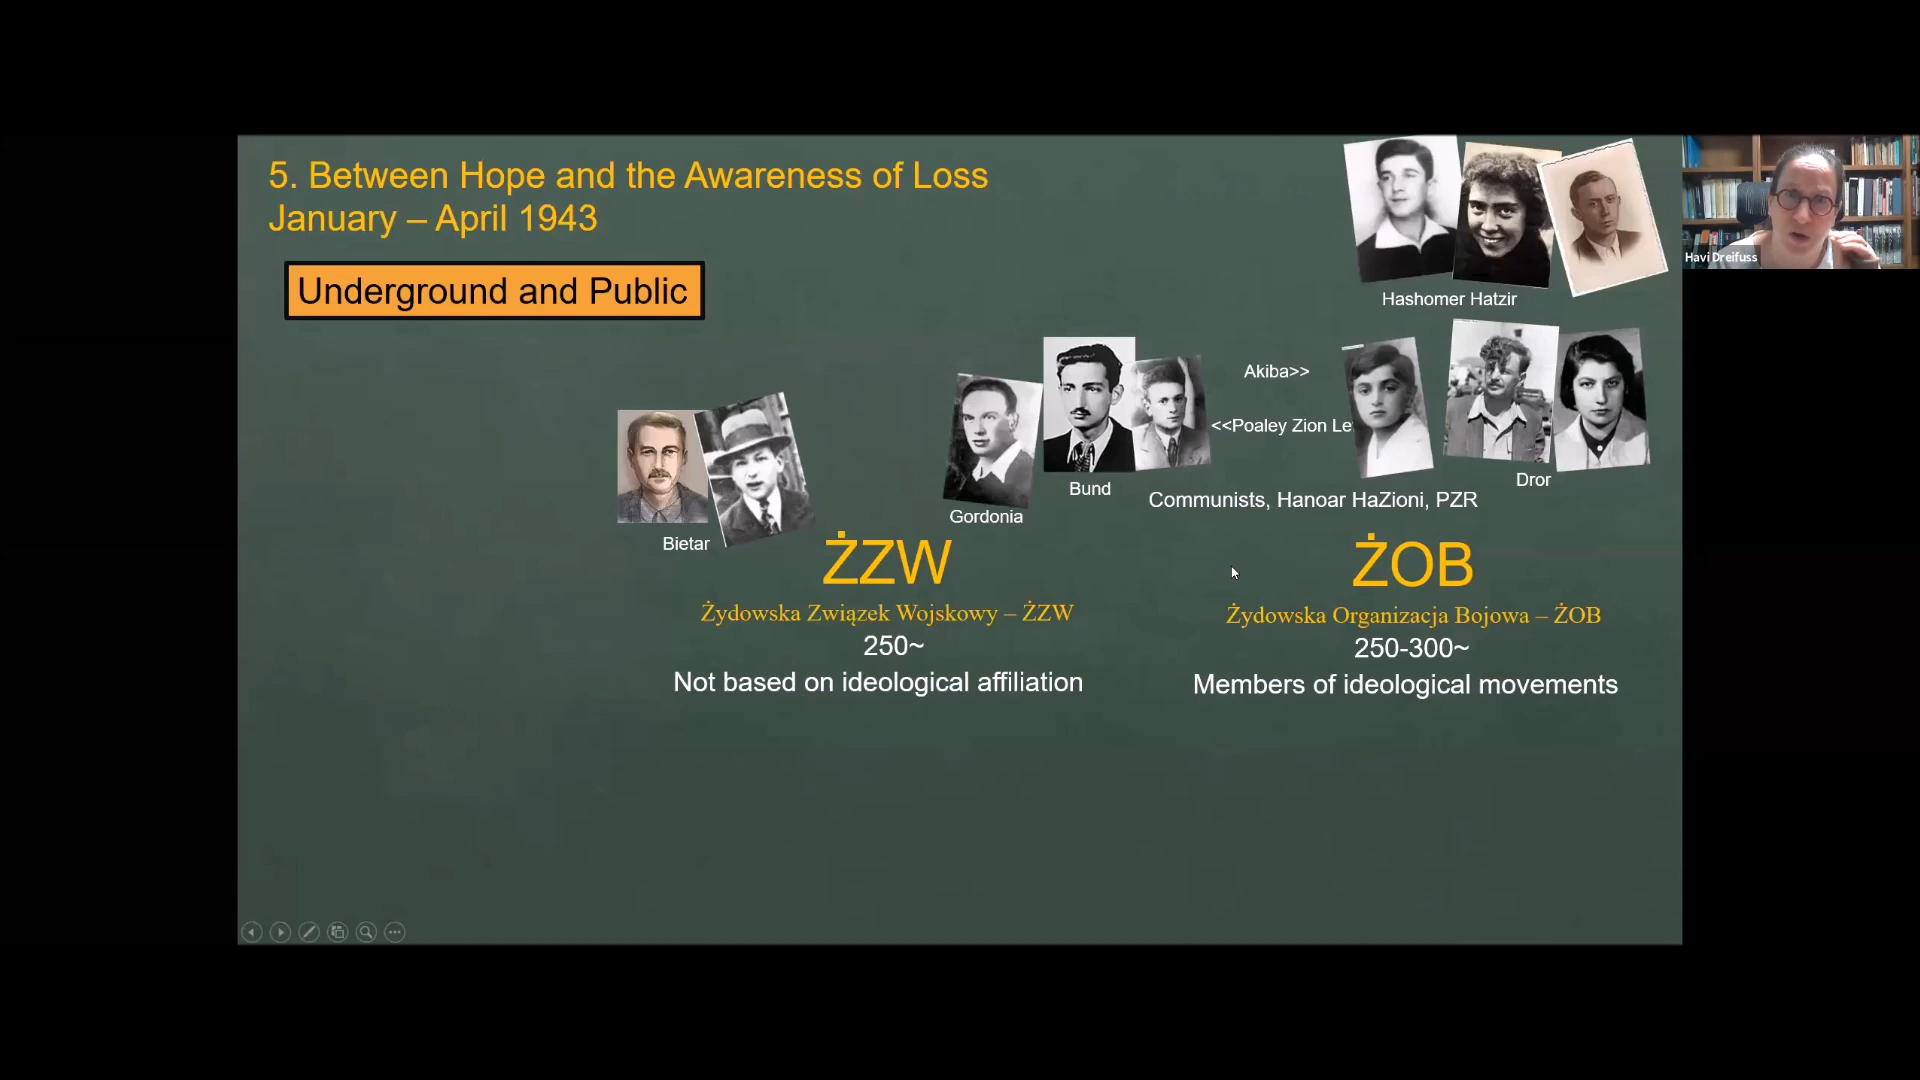 5. Between Hope and the Awareness of Loss
January – April 1943
Underground and Public
Havi Dreifuss
Hashomer Hatzir
Akiba>>
<<Poaley Zion Le
Dror
Bund
Communists, Hanoar HaZioni, PZR
Gordonia
Bietar
ŻZW
Żydowska Związek Wojskowy – ŻZW
250~
Not based on ideological affiliation
ŻOB
Żydowska Organizacja Bojowa – ŻOB
250-300~
Members of ideological movements